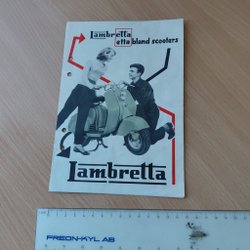 Lambretta
etta bland scooters
Lambretta
FREON-KYL AB